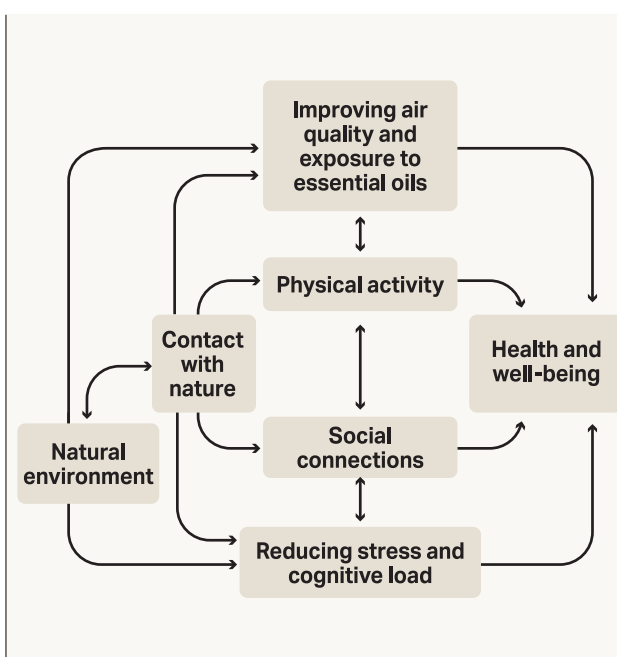 Improving air
quality and
exposure to
essential oils
Physical activity
Contact
with
nature
Health and
well-being
Natural
environment
Social
connections
Reducing stress and
cognitive load